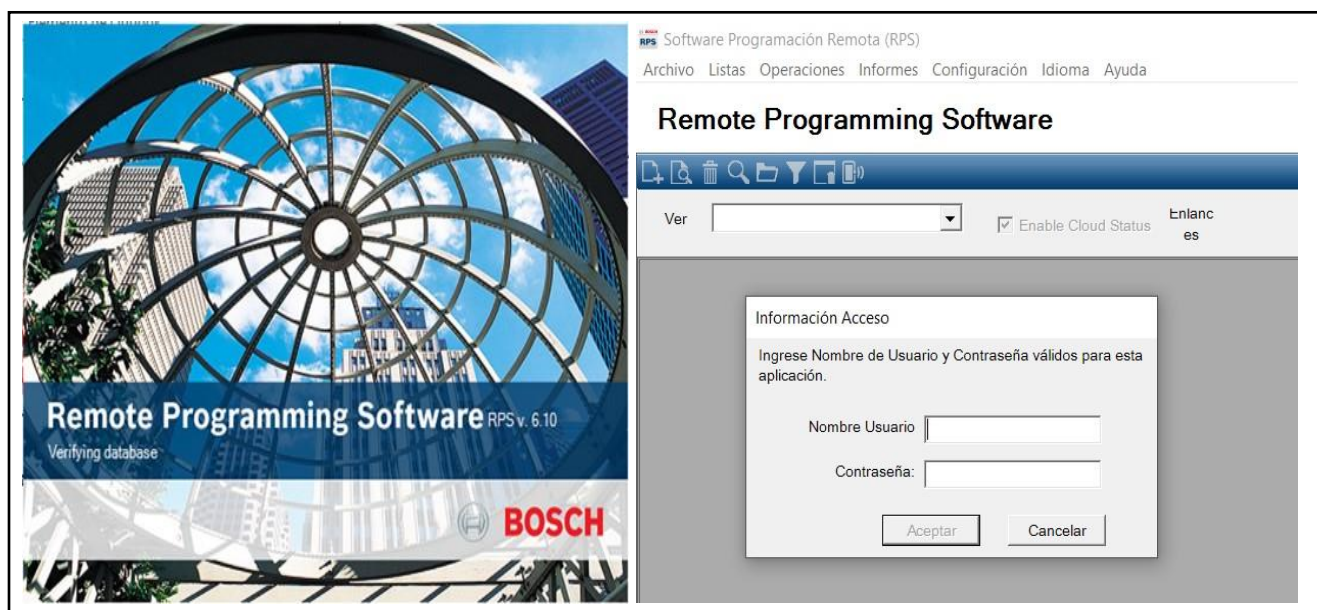 Remote Programming Software RPS v. 6.10
Verifying database
BOSCH
BOSCH
RPS Software Programación Remota (RPS)
Archivo Listas Operaciones Informes Configuración Idioma Ayuda
Remote Programming Software
Ver
Enable Cloud Status
Enlanc
es
Información Acceso
Ingrese Nombre de Usuario y Contraseña válidos para esta
aplicación.
Nombre Usuario
Contraseña:
Aceptar Cancelar